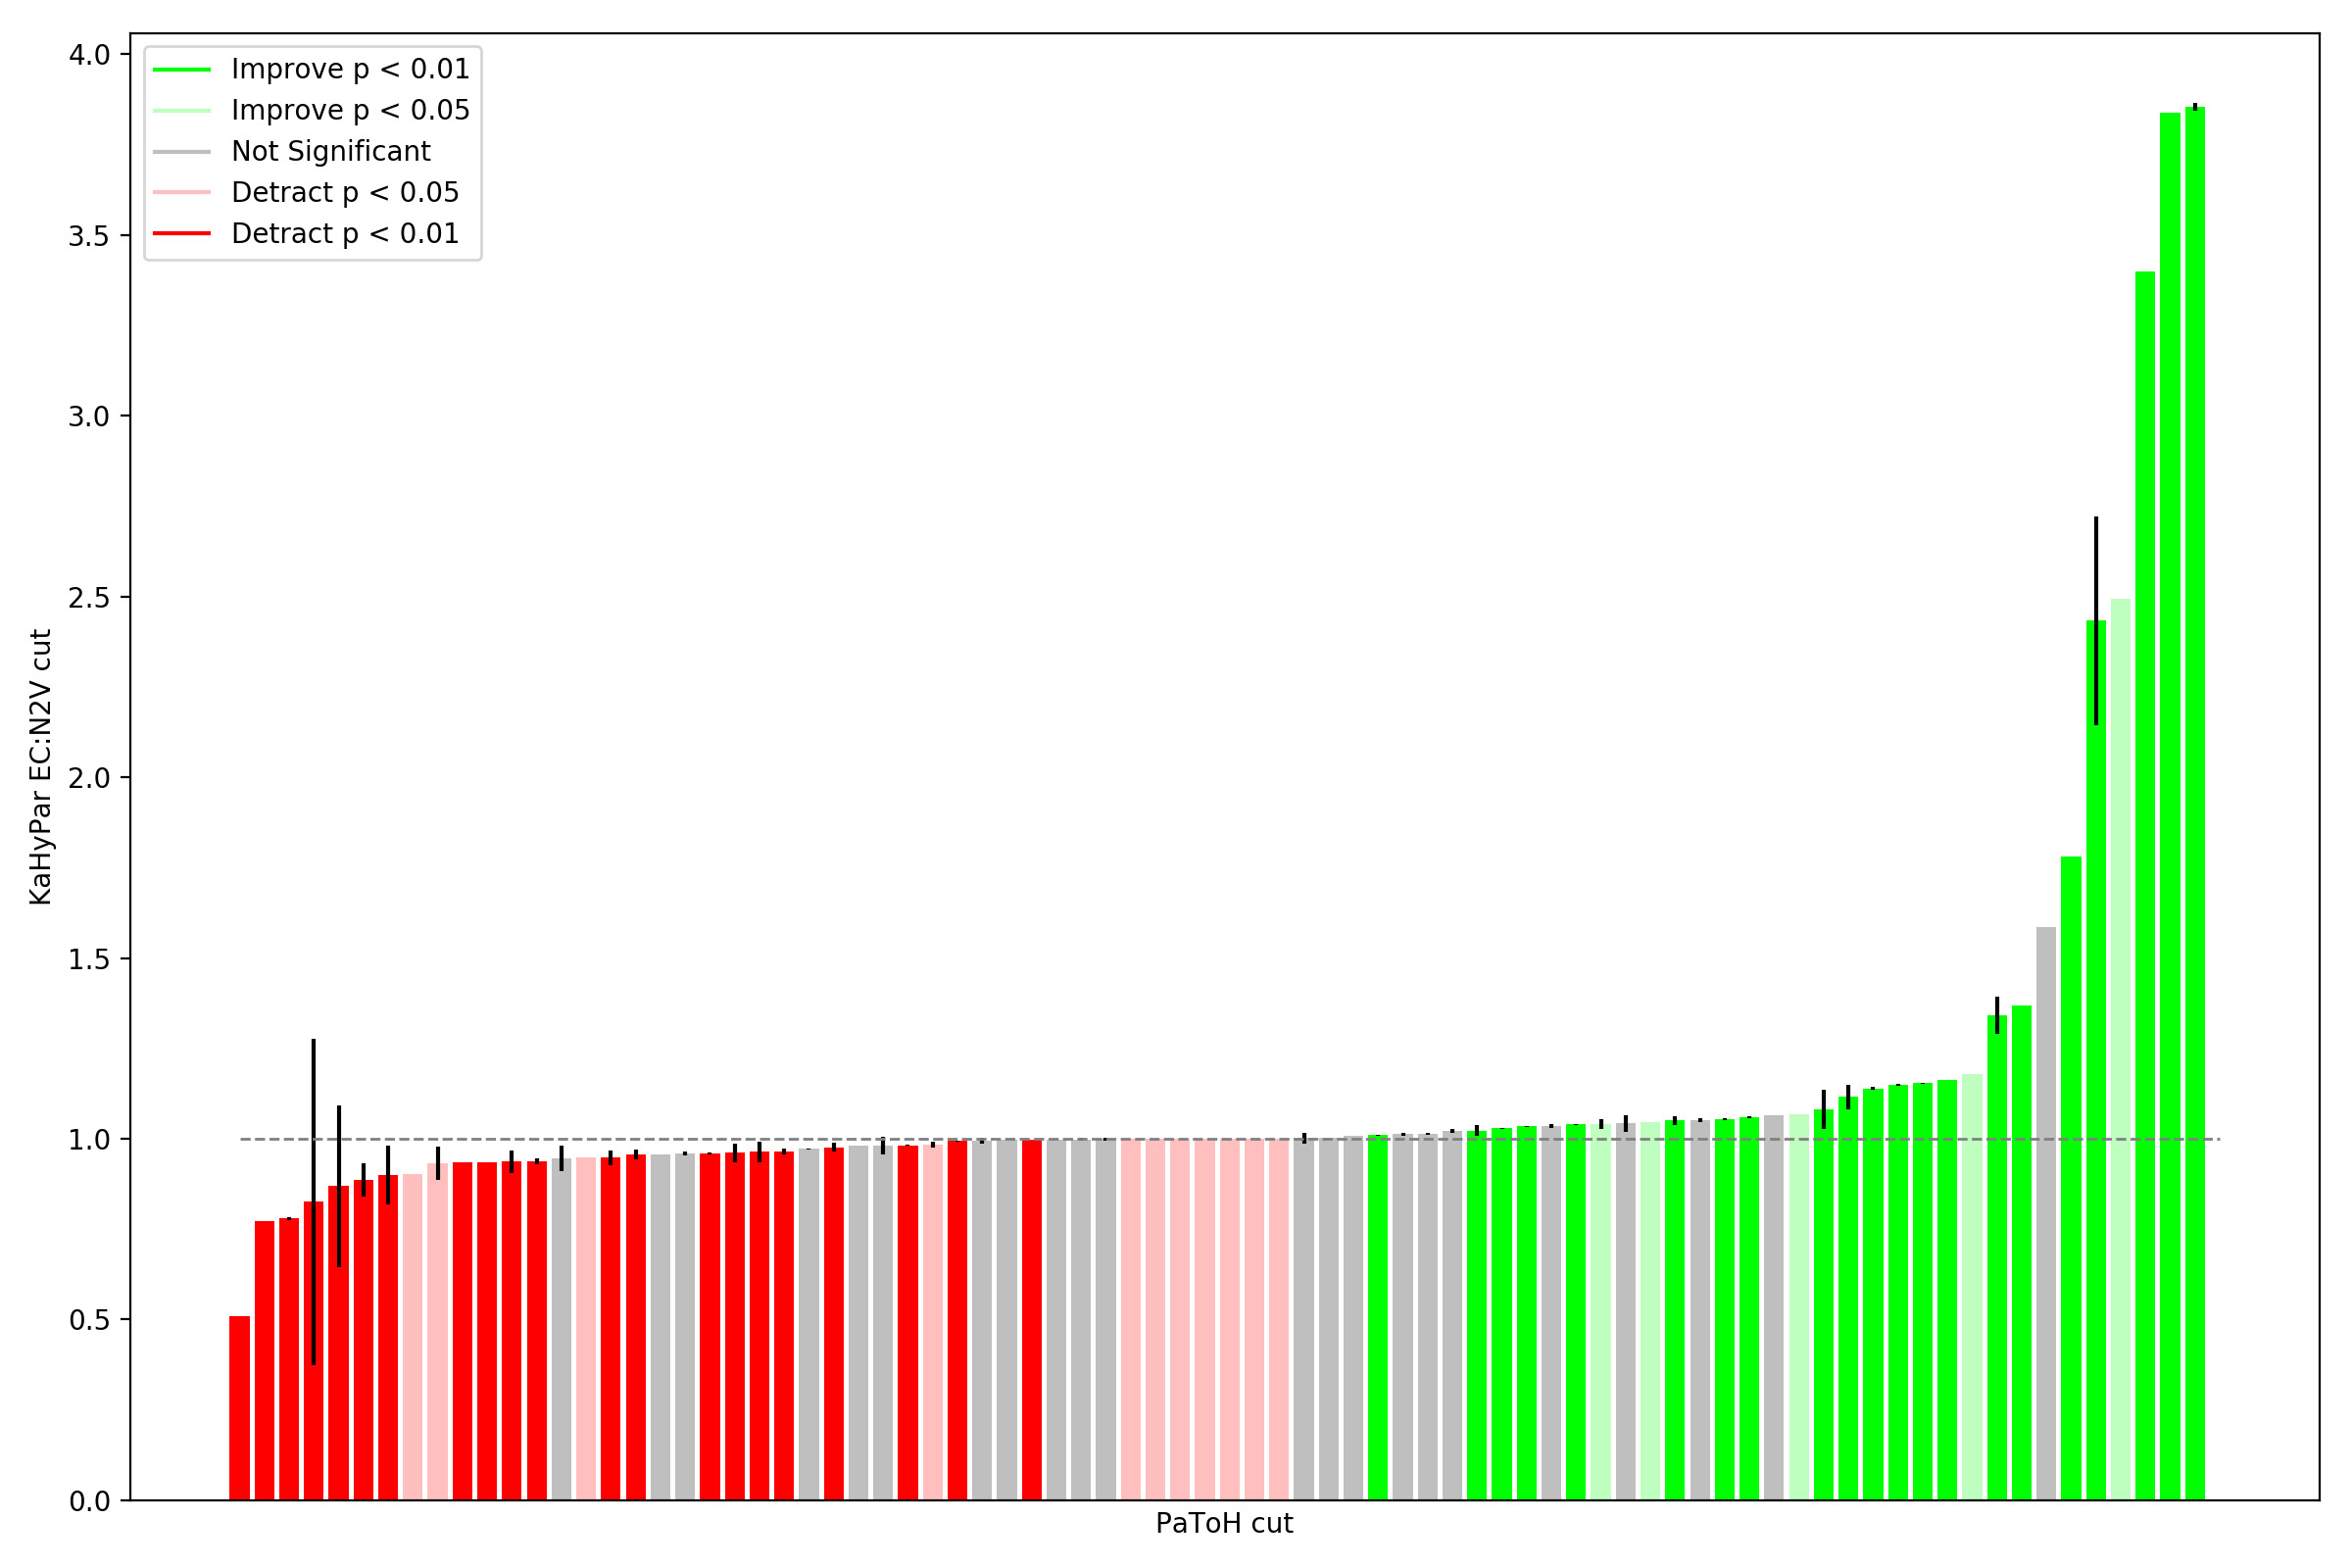 Improve p < 0.01
Improve p < 0.05
Not Significant
Detract p < 0.05
Detract p < 0.01
4.0
3.5
3.0
2.5
2.0
1.5
1.0
0.5
0.0
KaHyPar EC:N2V cut
PaToH cut